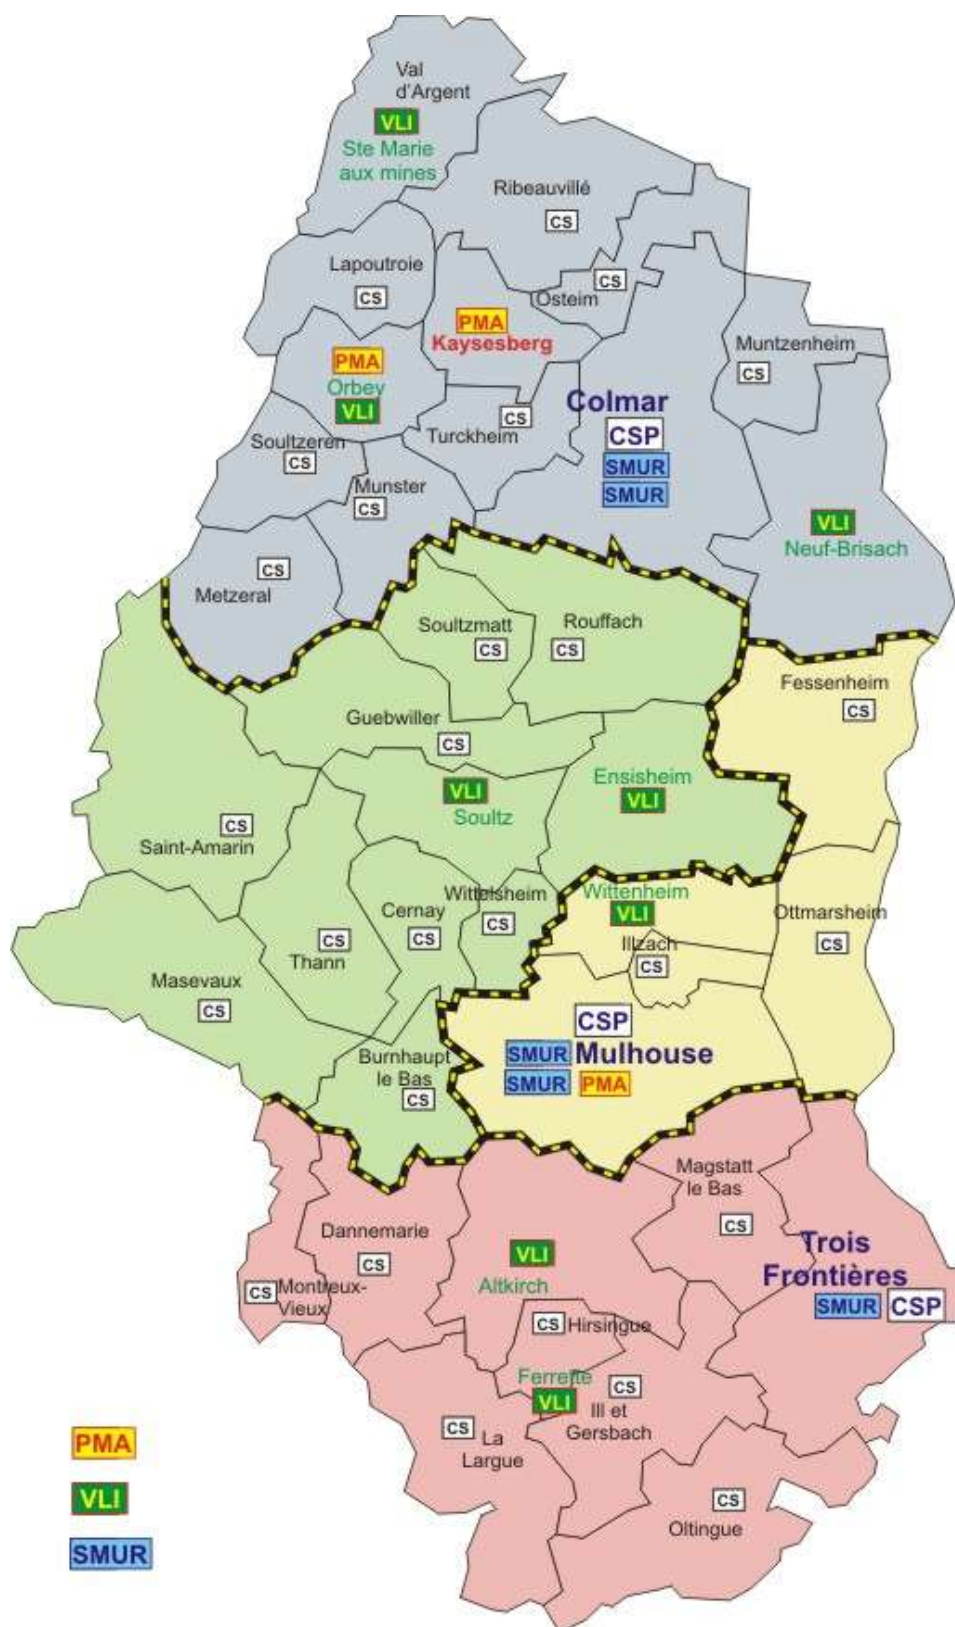 Val
d'Argent
VLI
Ste Marie
aux mines
Ribeauvillé
CS
Lapoutroie
CS
Osteim
CS
PMA
Kaysesberg
Muntzenheim
CS
PMA
Orbey
VLI
Colmar
CSP
SMUR
SMUR
CS
Turckheim
Soultzeren
CS
Munster
CS
VLI
Neuf-Brisach
CS
Metzeral
Soultzmatt
CS
Rouffach
CS
Fessenheim
CS
Guebwiller
CS
Ensisheim
VLI
VLI
Soultz
CS
Saint-Amarin
Wittelsheim
CS
Wittenheim
VLI
Cernay
CS
Ottmarsheim
CS
Illzach
CS
CS
Thann
Masevaux
CS
CSP
SMUR Mulhouse
SMUR PMA
Burnhaupt
le Bas
CS
Magstatt
le Bas
CS
Dannemarie
CS
VLI
Altkirch
Trois
Frontières
SMUR CSP
CS Montreux-
Vieux
CS Hirsingue
Ferrette
VLI
CS
Ill et
Gersbach
CS
La
Largue
CS
Oltingue
PMA
VLI
SMUR